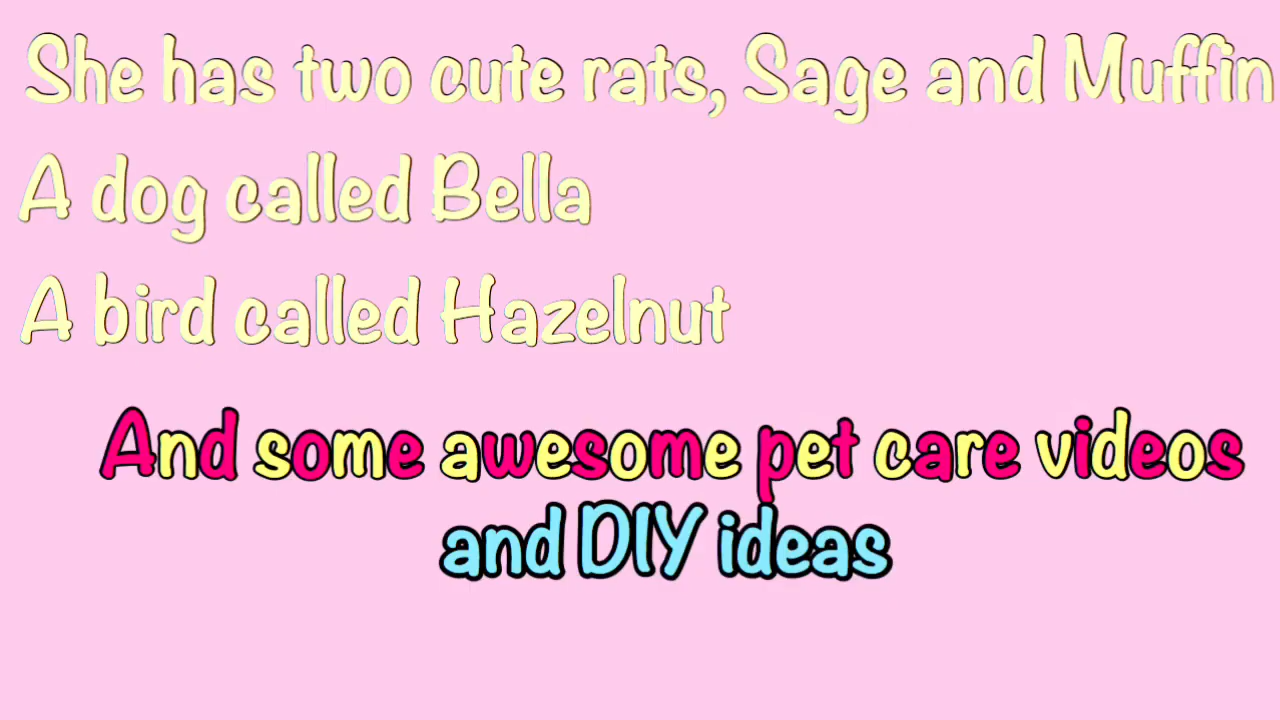 She has two cute rats, Sage and Muffin
A dog called Bella
A bird called Hazelnut
And some awesome pet care videos
and DIY ideas